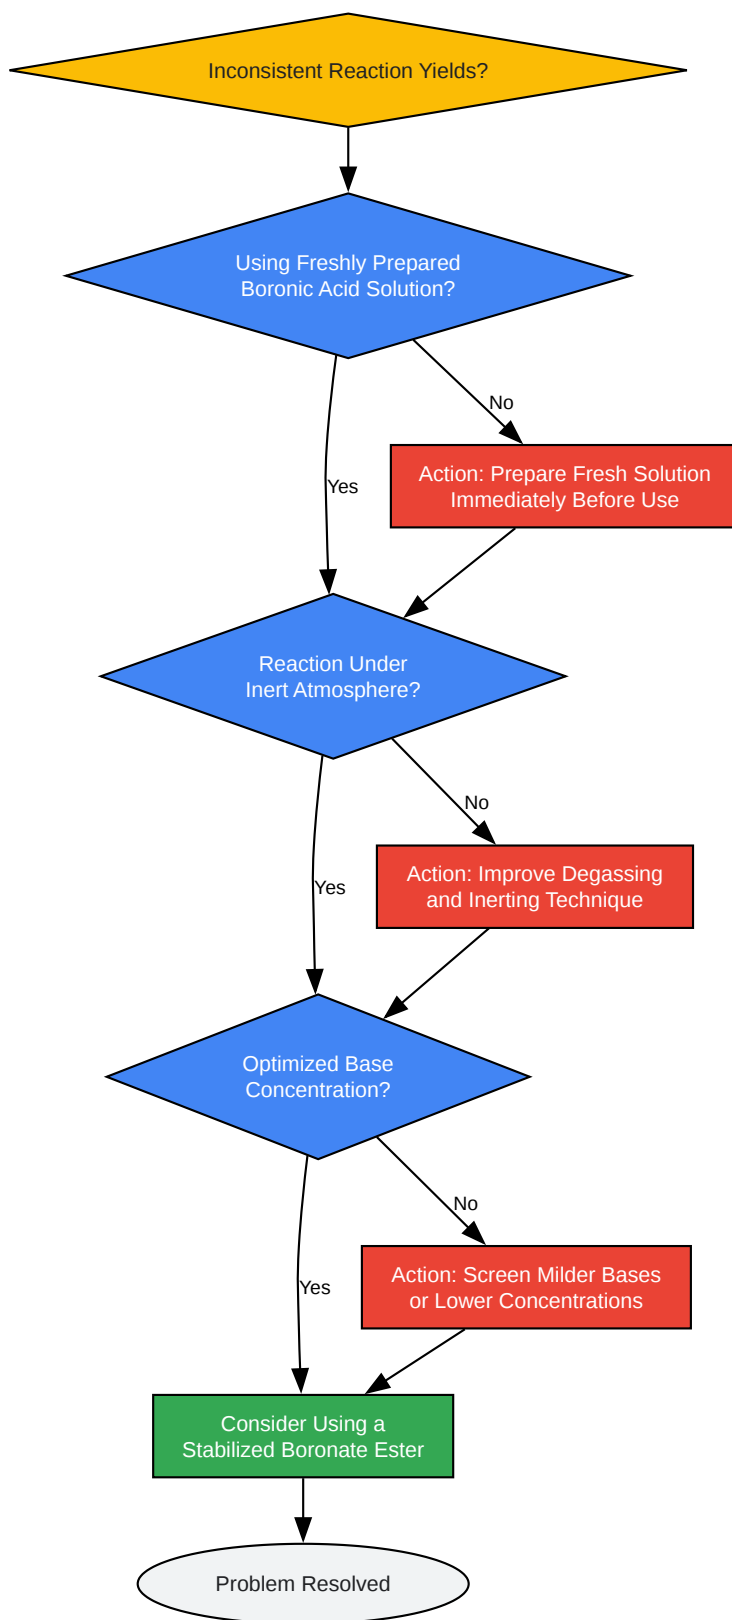 Inconsistent Reaction Yields?
Using Freshly Prepared
Boronic Acid Solution?
No
Yes
Action: Prepare Fresh Solution
Immediately Before Use
Reaction Under
Inert Atmosphere?
No
Yes
Action: Improve Degassing
and Inerting Technique
Optimized Base
Concentration?
No
Yes
Action: Screen Milder Bases
or Lower Concentrations
Consider Using a
Stabilized Boronate Ester
Problem Resolved